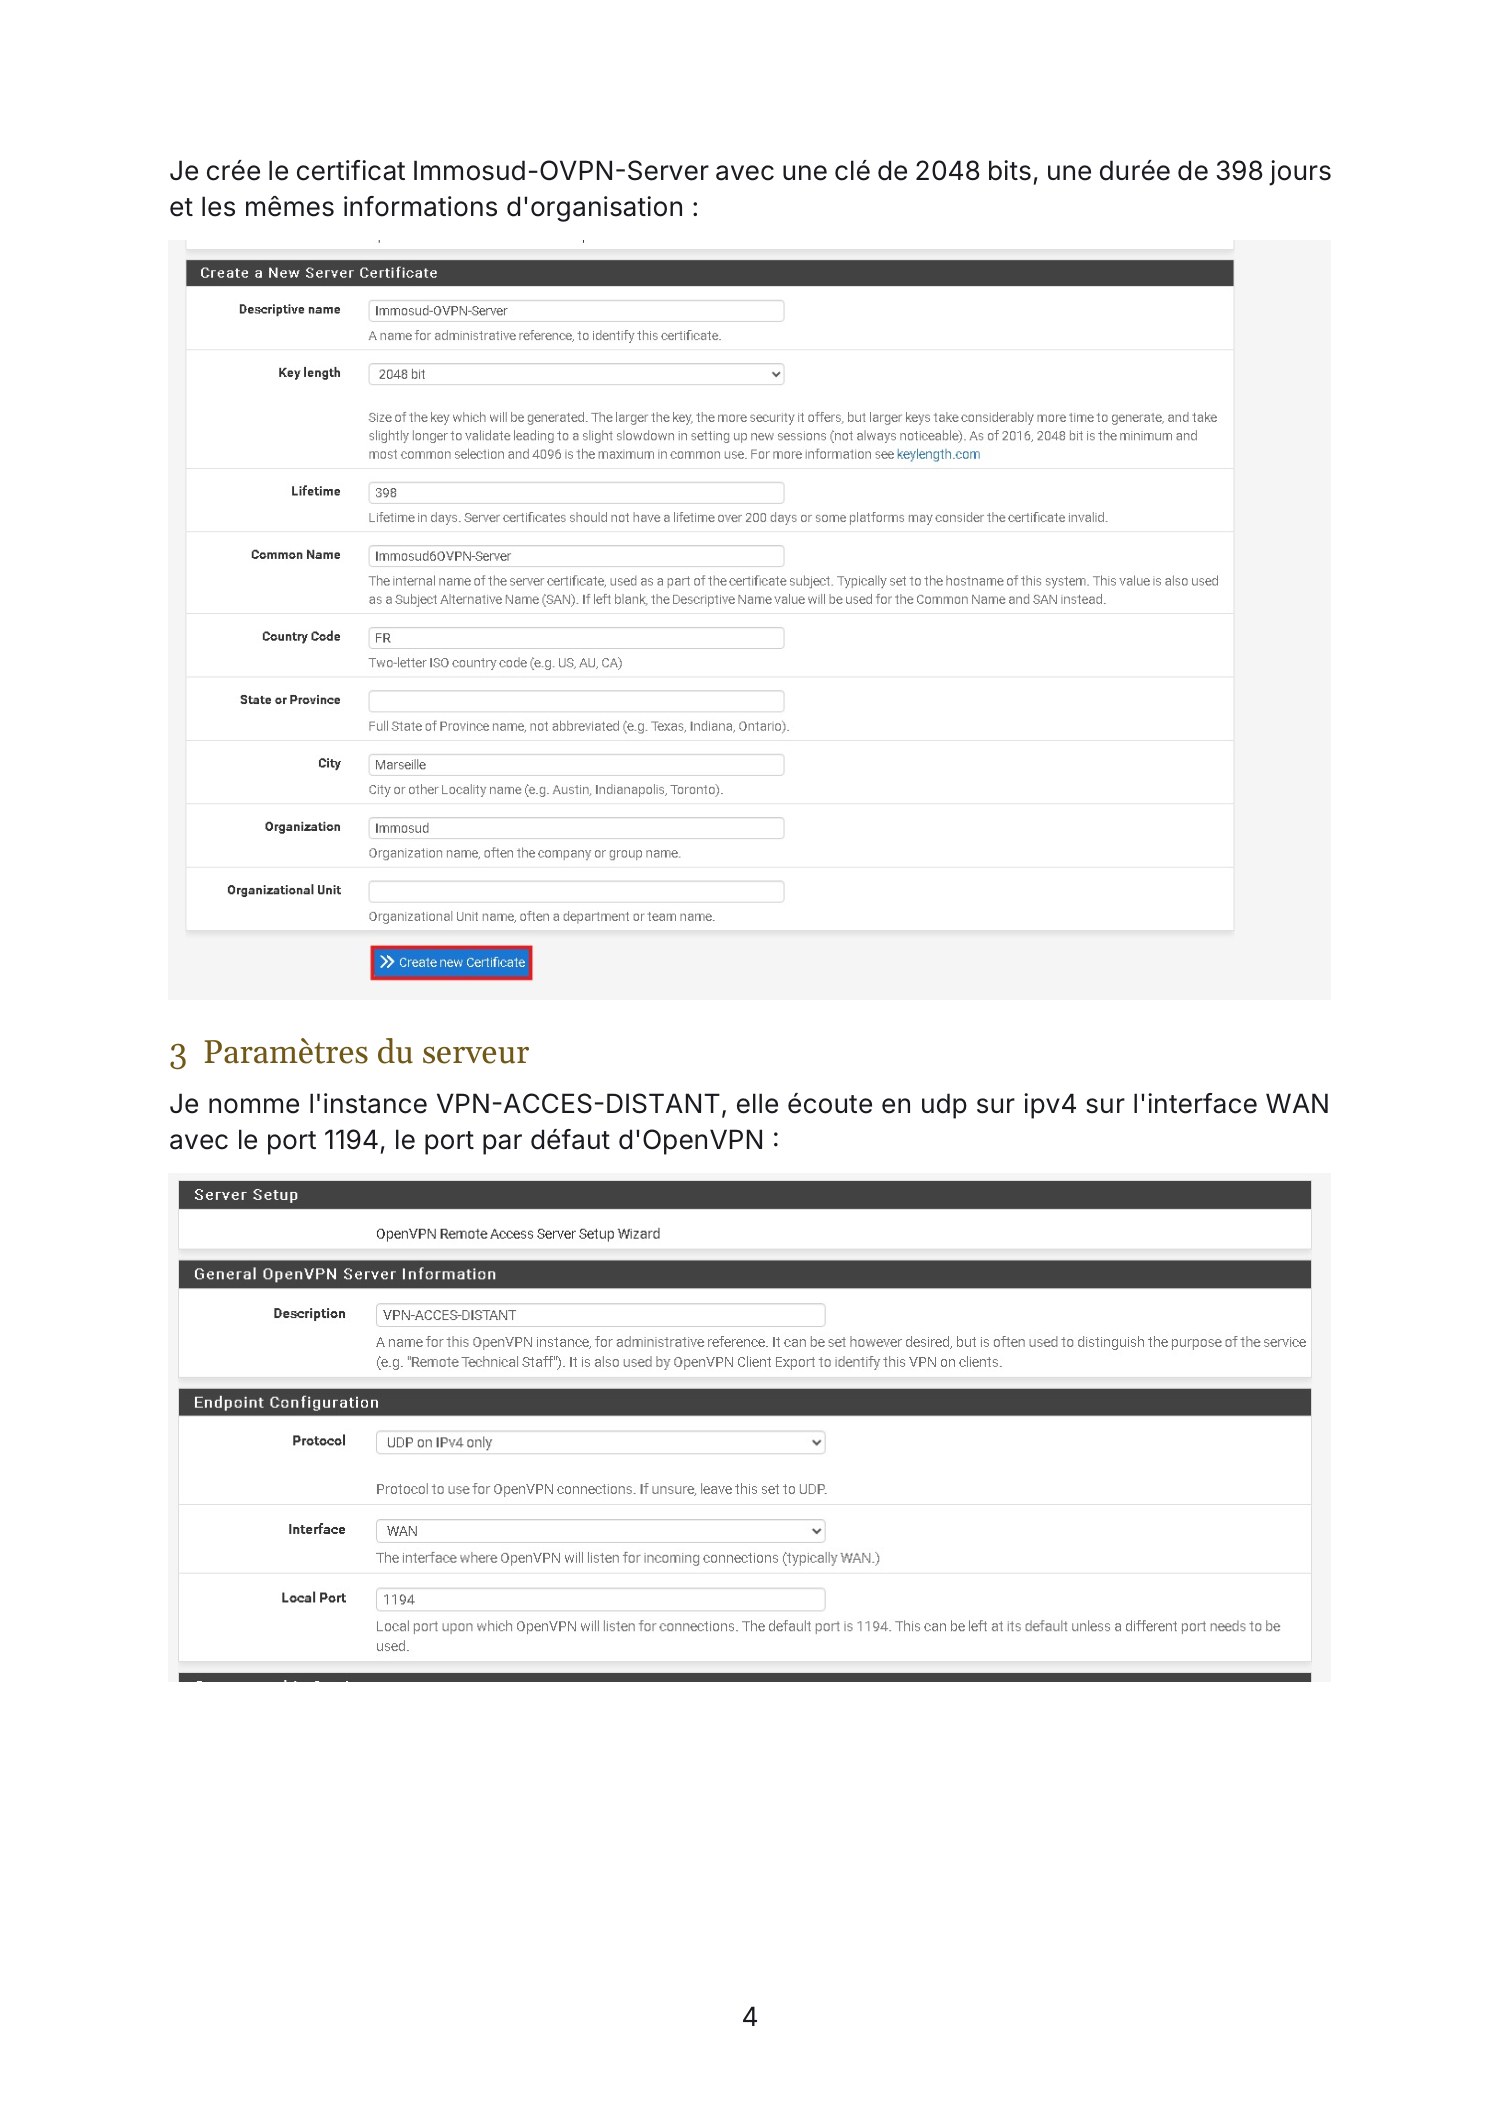 Je crée le certificat Immosud-OVPN-Server avec une clé de 2048 bits, une durée de 398 jours
et les mêmes informations d'organisation :
Create a New Server Certificate
Descriptive name
Immosud-OVPN-Server
A name for administrative reference, to identify this certificate.
Key length
2048 bit
Size of the key which will be generated. The larger the key, the more security it offers, but larger keys take considerably more time to generate, and take
slightly longer to validate leading to a slight slowdown in setting up new sessions (not always noticeable). As of 2016, 2048 bit is the minimum and
most common selection and 4096 is the maximum in common use. For more information see keylength.com
Lifetime
398
Lifetime in days. Server certificates should not have a lifetime over 200 days or some platforms may consider the certificate invalid.
Common Name
Immosud6OVPN-Server
The internal name of the server certificate, used as a part of the certificate subject. Typically set to the hostname of this system. This value is also used
as a Subject Alternative Name (SAN). If left blank, the Descriptive Name value will be used for the Common Name and SAN instead.
Country Code
FR
Two-letter ISO country code (e.g. US, AU, CA)
State or Province
Full State of Province name, not abbreviated (e.g. Texas, Indiana, Ontario).
City
Marseille
City or other Locality name (e.g. Austin, Indianapolis, Toronto).
Organization
Immosud
Organization name, often the company or group name.
Organizational Unit
Organizational Unit name, often a department or team name.
Create new Certificate
3 Paramètres du serveur
Je nomme l'instance VPN-ACCES-DISTANT, elle écoute en udp sur ipv4 sur l'interface WAN
avec le port 1194, le port par défaut d'OpenVPN :
Server Setup
OpenVPN Remote Access Server Setup Wizard
General OpenVPN Server Information
Description
VPN-ACCES-DISTANT
A name for this OpenVPN instance, for administrative reference. It can be set however desired, but is often used to distinguish the purpose of the service
(e.g. "Remote Technical Staff"). It is also used by OpenVPN Client Export to identify this VPN on clients.
Endpoint Configuration
Protocol
UDP on IPv4 only
Protocol to use for OpenVPN connections. If unsure, leave this set to UDP.
Interface
WAN
The interface where OpenVPN will listen for incoming connections (typically WAN.)
Local Port
1194
Local port upon which OpenVPN will listen for connections. The default port is 1194. This can be left at its default unless a different port needs to be
used.
4